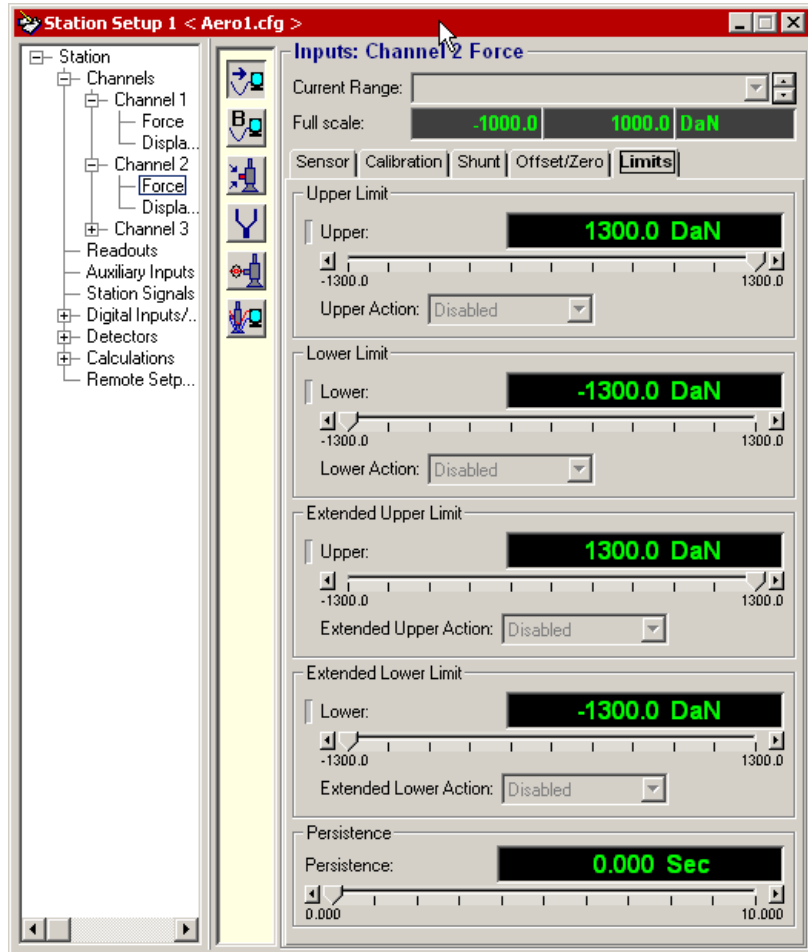 Station Setup 1 < Aero1.cfg >
Station
Channels
Channel 1
Force
Displa...
Channel 2
Force
Displa...
Channel 3
Readouts
Auxiliary Inputs
Station Signals
Digital Inputs/..
Detectors
Calculations
Remote Setp...
B
Inputs: Channel 2 Force
Current Range:
Full scale: -1000.0 1000.0 DaN
Sensor Calibration Shunt Offset/Zero Limits
Upper Limit
Upper: 1300.0 DaN
-1300.0 1300.0
Upper Action: Disabled
Lower Limit
Lower: -1300.0 DaN
-1300.0 1300.0
Lower Action: Disabled
Extended Upper Limit
Upper: 1300.0 DaN
-1300.0 1300.0
Extended Upper Action: Disabled
Extended Lower Limit
Lower: -1300.0 DaN
-1300.0 1300.0
Extended Lower Action: Disabled
Persistence
Persistence: 0.000 Sec
0.000 10.000